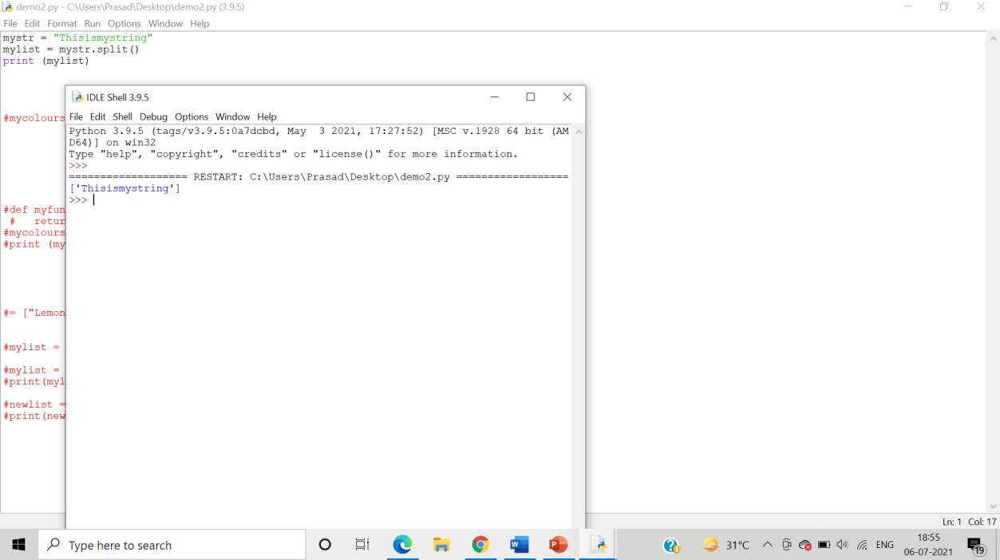 demo2.py - C:\Users\Prasad\Desktop\demo2.py (3.9.5)
File Edit Format Run Options Window Help
mystr = "Thisismystring"
mylist = mystr.split()
print (mylist)
#mycolours
#def myfun
#   retur
#mycolours
#print (my
#= ["Lemon
#mylist =
#mylist =
#print(myl
#newlist =
#print(new
IDLE Shell 3.9.5
File Edit Shell Debug Options Window Help
Python 3.9.5 (tags/v3.9.5:0a7dcbd, May  3 2021, 17:27:52) [MSC v.1928 64 bit (AM
D64)] on win32
Type "help", "copyright", "credits" or "license()" for more information.
>>>
=================== RESTART: C:\Users\Prasad\Desktop\demo2.py ==================
['Thisismystring']
>>>
Ln: 1 Col: 17
Type here to search
31°C
ENG
18:55
06-07-2021
19